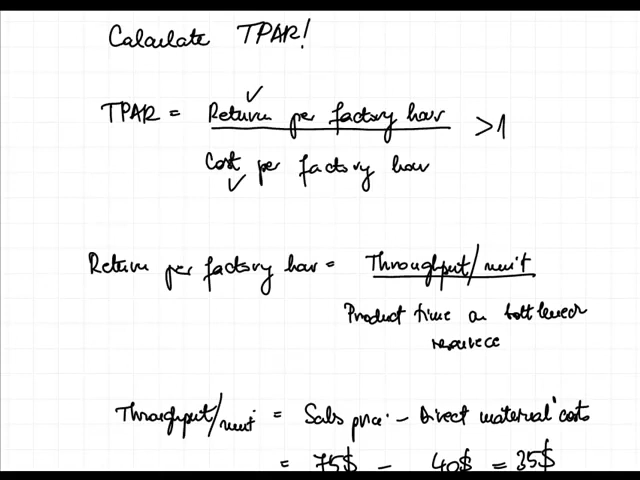 Calculate TPAR!
TPAR = Return per factory hour / Cost per factory hour > 1
Return per factory hour = Throughput/unit / Product time on bottleneck
resource
Throughput/unit = Sales price - Direct material costs
= 75$ - 40$ = 35$